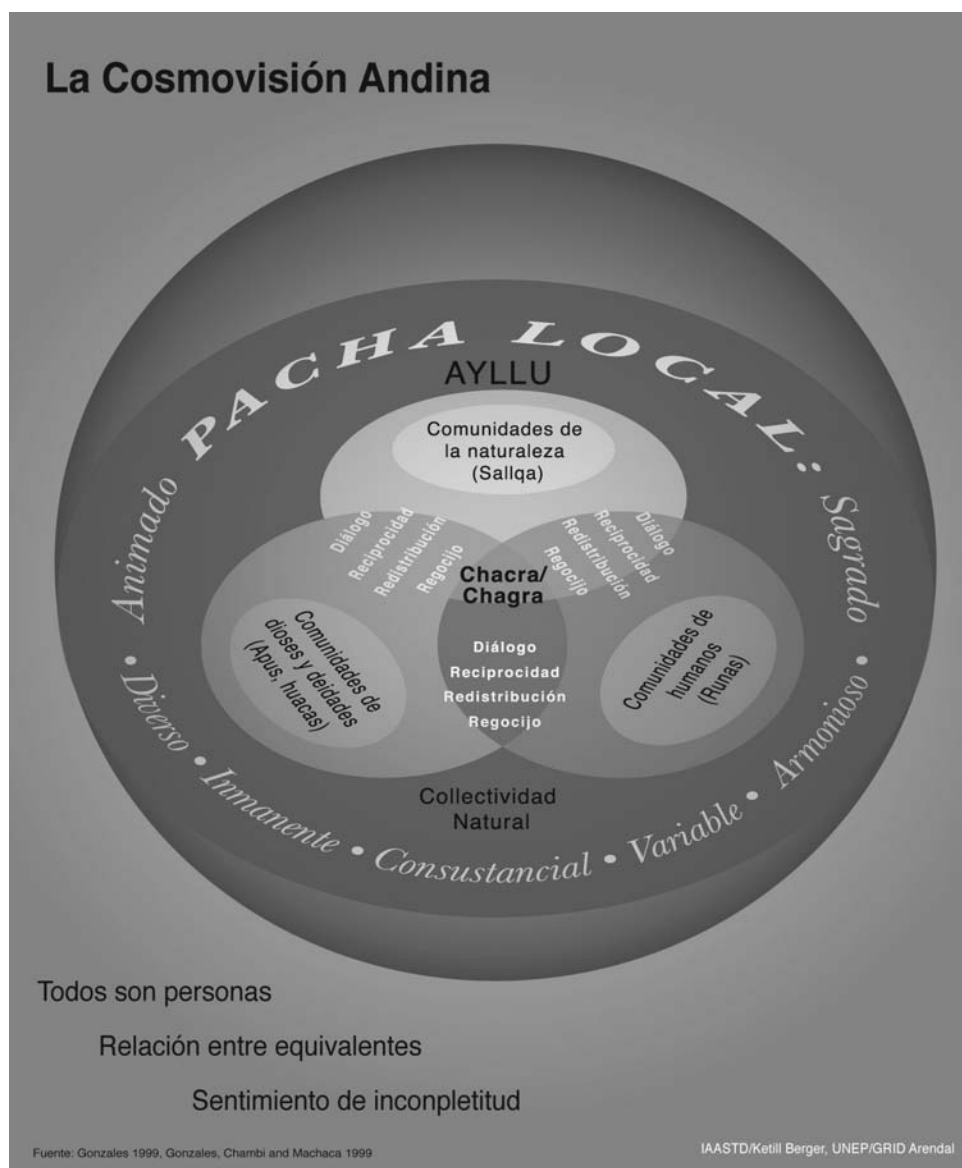 La Cosmovisión Andina
PACHA LOCAL:
AYLLU
Comunidades de
la naturaleza
(Sallqa)
Animado
Sagrado
Diálogo
Reciprocidad
Redistribución
Regocijo
Diálogo
Reciprocidad
Redistribución
Regocijo
Chacra/
Chagra
Comunidades de
dioses y deidades
(Apus, huacas)
Diálogo
Reciprocidad
Redistribución
Regocijo
Comunidades de
humanos
(Runas)
Collectividad
Natural
• Diverso • Inmanente • Consustancial • Variable • Armonioso •
Todos son personas
Relación entre equivalentes
Sentimiento de inconpletitud
Fuente: Gonzales 1999, Gonzales, Chambi and Machaca 1999
IAASTD/Ketill Berger, UNEP/GRID Arendal